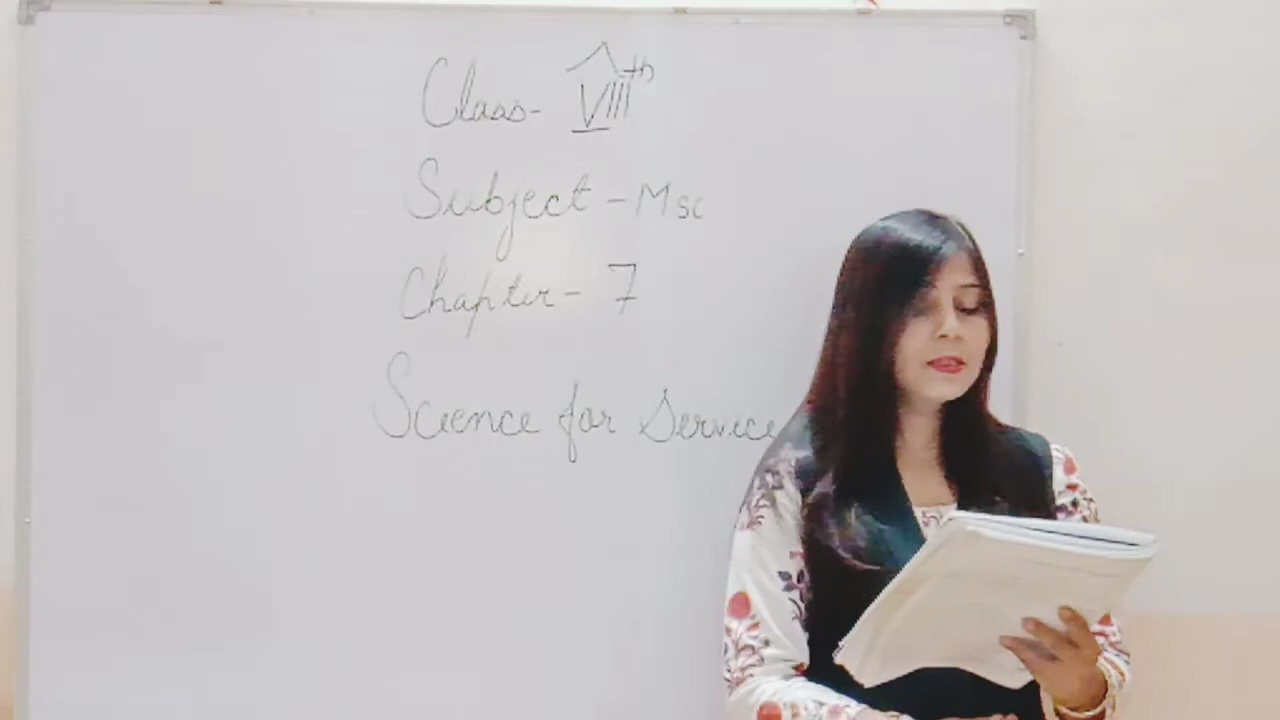 Class- VIIIth
Subject - Msc
Chapter - 7
Science for Service